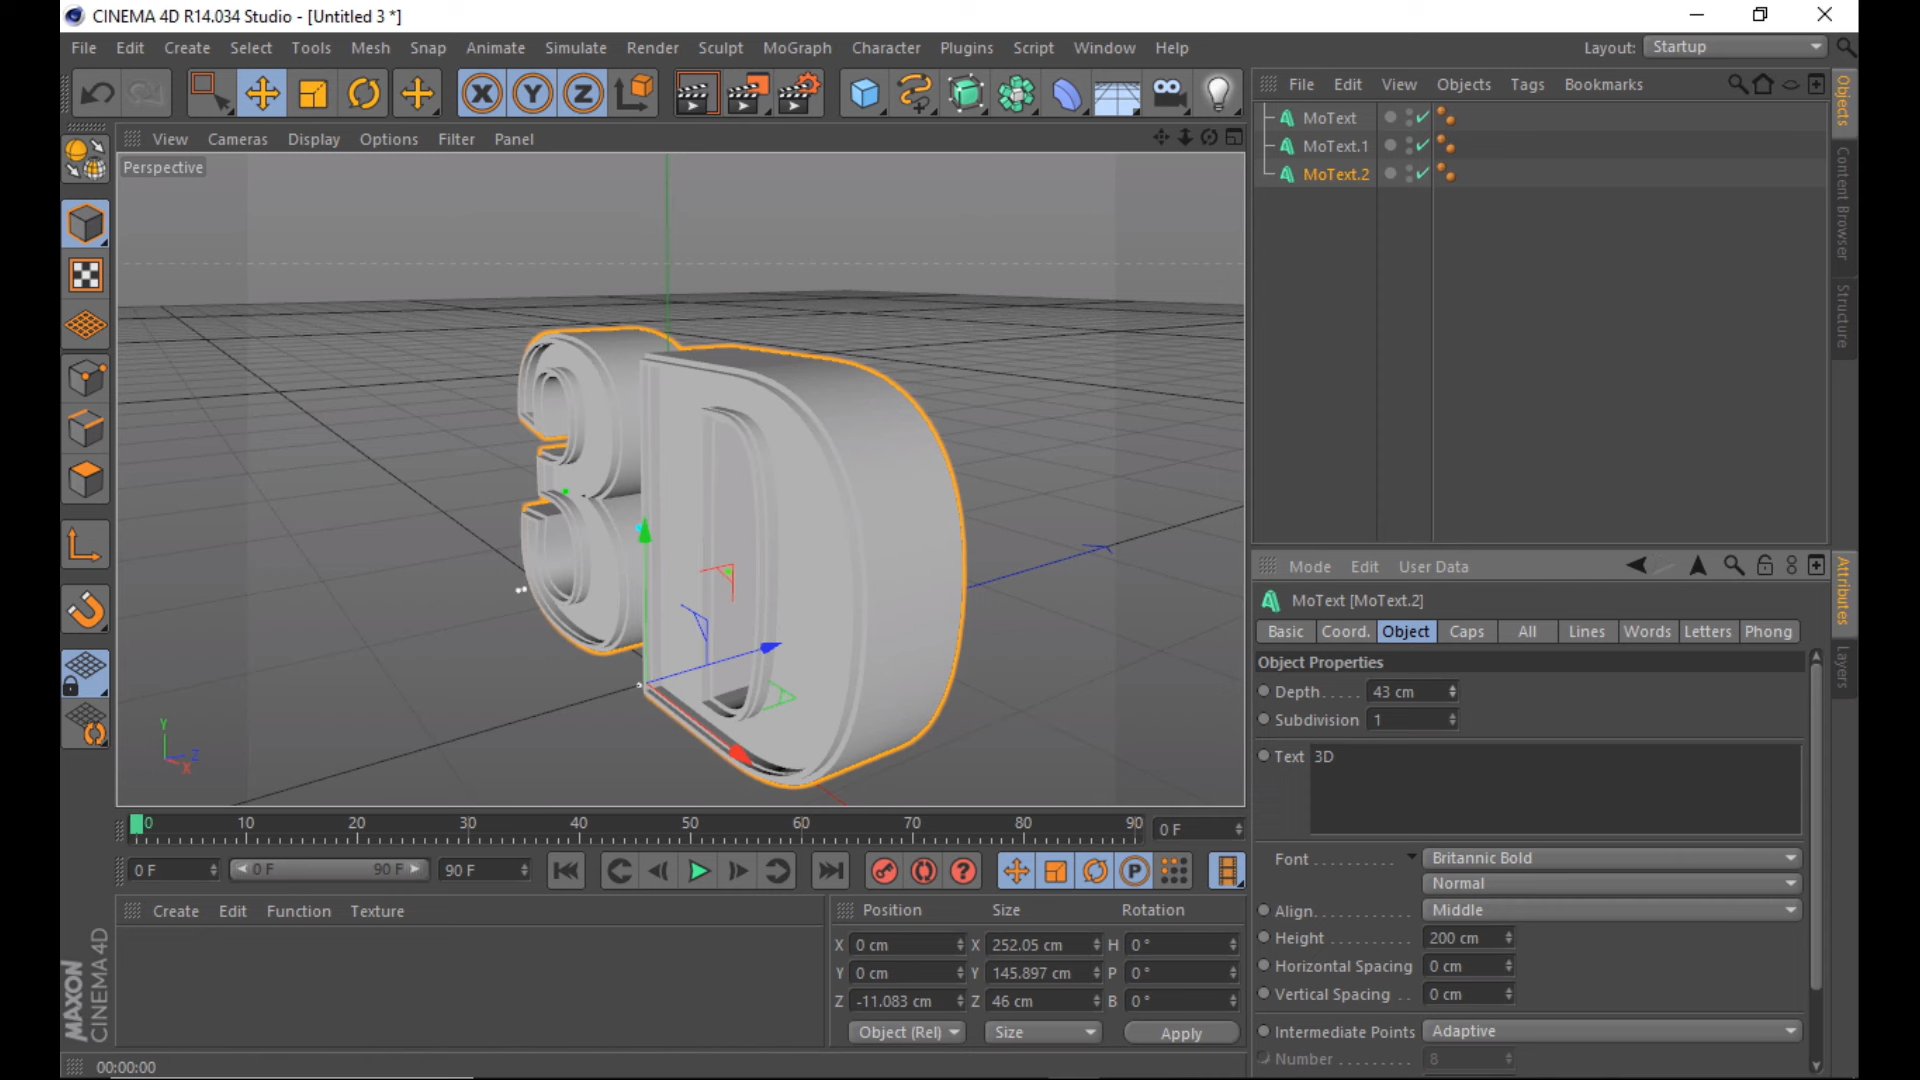 CINEMA 4D R14.034 Studio - [Untitled 3 *]
File Edit Create Select Tools Mesh Snap Animate Simulate Render Sculpt MoGraph Character Plugins Script Window Help
Layout: Startup
X Y Z
File Edit View Objects Tags Bookmarks
View Cameras Display Options Filter Panel
Perspective
MoText
MoText.1
MoText.2
Objects
Content Browser
Structure
Y
Z
X
Mode Edit User Data
Attributes
Layers
MoText [MoText.2]
Basic Coord. Object Caps All Lines Words Letters Phong
Object Properties
Depth..... 43 cm
Subdivision 1
Text 3D
0 10 20 30 40 50 60 70 80 90 0 F
0 F 0 F 90 F 90 F
P
Font .......... Britannic Bold
Normal
Align............ Middle
Height .......... 200 cm
Horizontal Spacing 0 cm
Vertical Spacing .. 0 cm
Intermediate Points Adaptive
Number ......... 8
Create Edit Function Texture
Position Size Rotation
X 0 cm X 252.05 cm H 0 °
Y 0 cm Y 145.897 cm P 0 °
Z -11.083 cm Z 46 cm B 0 °
Object (Rel) Size Apply
MAXON
CINEMA 4D
00:00:00